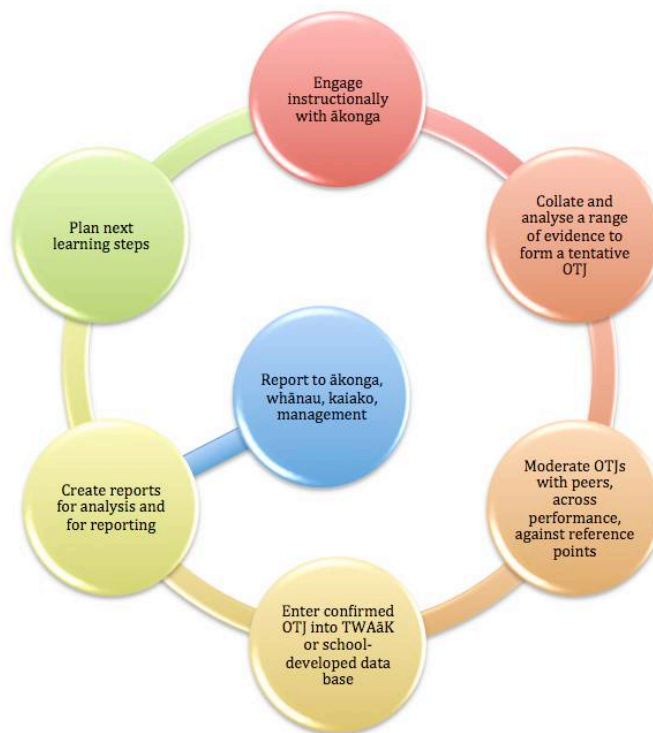 Engage
instructionally
with ākonga
Collate and
analyse a range
of evidence to
form a tentative
OTJ
Moderate OTJs
with peers,
across
performance,
against reference
points
Enter confirmed
OTJ into TWAāK
or school-
developed data
base
Create reports
for analysis and
for reporting
Report to ākonga,
whānau, kaiako,
management
Plan next
learning steps